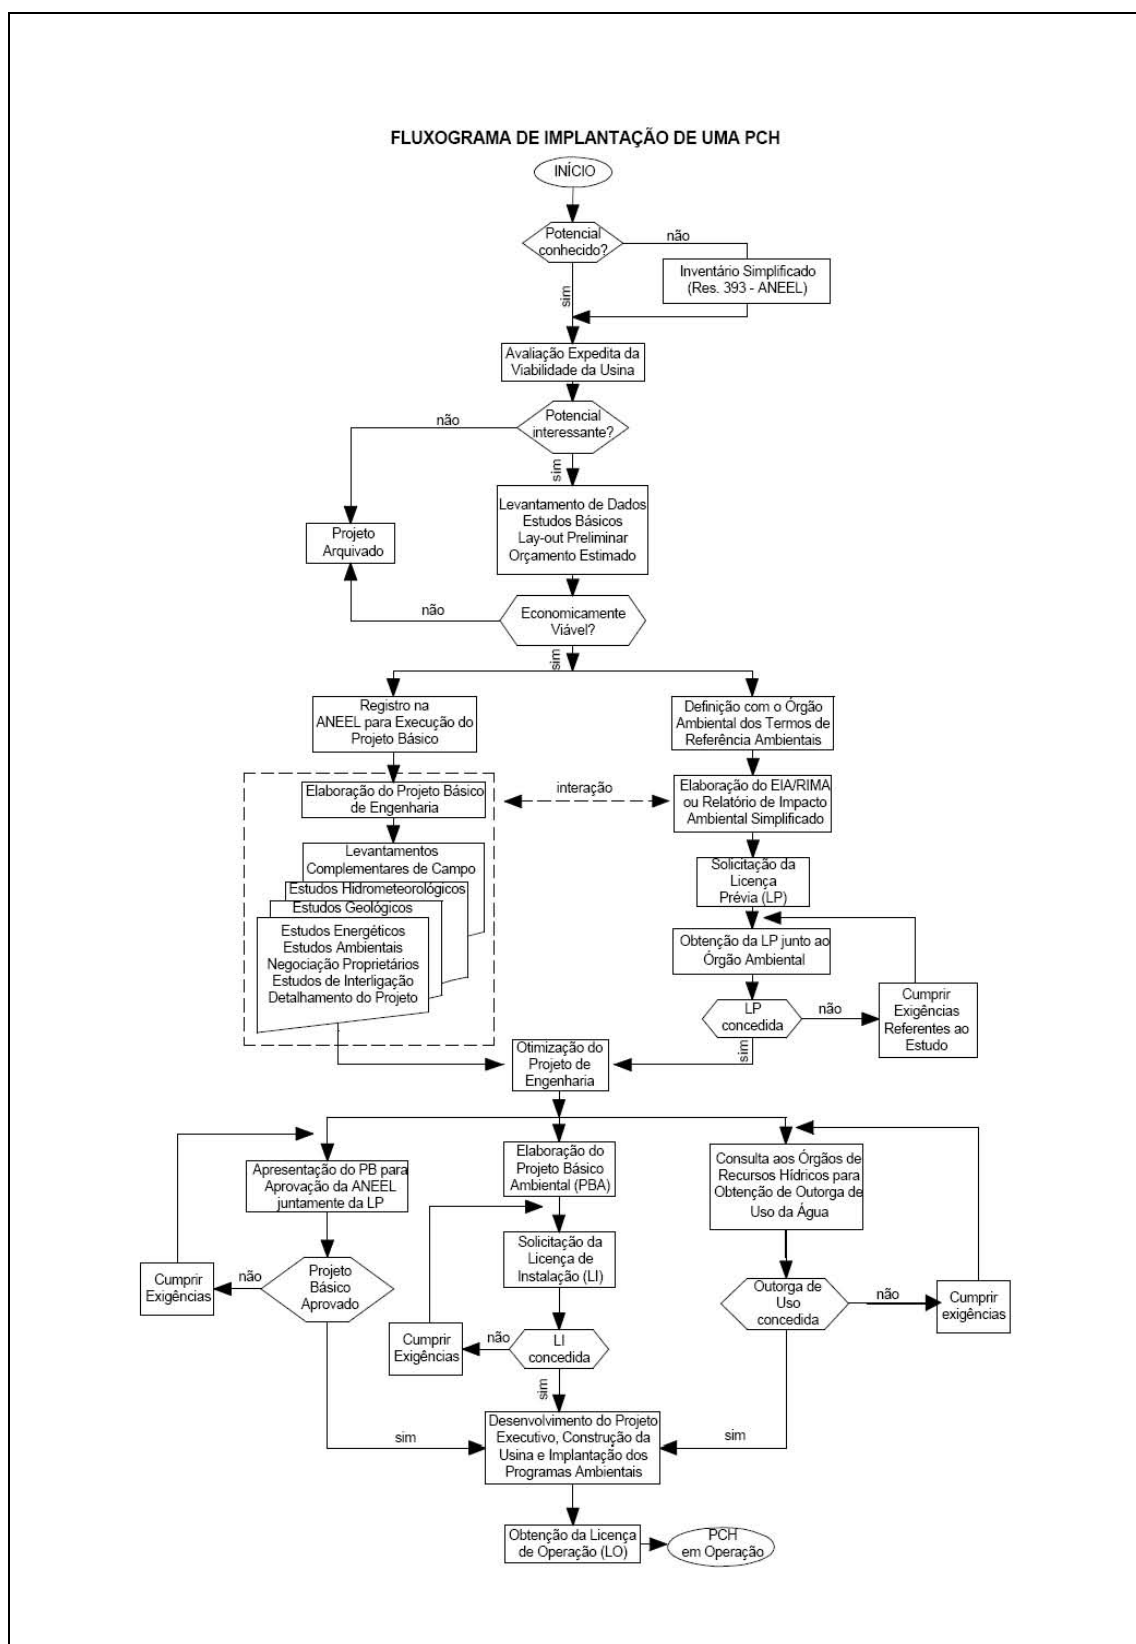 FLUXOGRAMA DE IMPLANTAÇÃO DE UMA PCH
INÍCIO
Potencial
conhecido?
não
Inventário Simplificado
(Res. 393 - ANEEL)
sim
Avaliação Expedita da
Viabilidade da Usina
não
Potencial
interessante?
sim
Levantamento de Dados
Estudos Básicos
Lay-out Preliminar
Orçamento Estimado
Projeto
Arquivado
não
Economicamente
Viável?
sim
Registro na
ANEEL para Execução do
Projeto Básico
Definição com o Órgão
Ambiental dos Termos de
Referência Ambientais
Elaboração do Projeto Básico
de Engenharia
interação
Elaboração do EIA/RIMA
ou Relatório de Impacto
Ambiental Simplificado
Levantamentos
Complementares de Campo
Estudos Hidrometeorológicos
Estudos Geológicos
Estudos Energéticos
Estudos Ambientais
Negociação Proprietários
Estudos de Interligação
Detalhamento do Projeto
Solicitação da
Licença
Prévia (LP)
Obtenção da LP junto ao
Órgão Ambiental
LP
concedida
não
Cumprir
Exigências
Referentes ao
Estudo
sim
Otimização do
Projeto de
Engenharia
Apresentação do PB para
Aprovação da ANEEL
juntamente da LP
Elaboração do
Projeto Básico
Ambiental (PBA)
Consulta aos Órgãos de
Recursos Hídricos para
Obtenção de Outorga de
Uso da Água
Solicitação da
Licença de
Instalação (LI)
Cumprir
Exigências
não
Projeto
Básico
Aprovado
Outorga de
Uso
concedida
não
Cumprir
exigências
Cumprir
Exigências
não
LI
concedida
sim
sim
Desenvolvimento do Projeto
Executivo, Construção da
Usina e Implantação dos
Programas Ambientais
sim
Obtenção da Licença
de Operação (LO)
PCH
em Operação